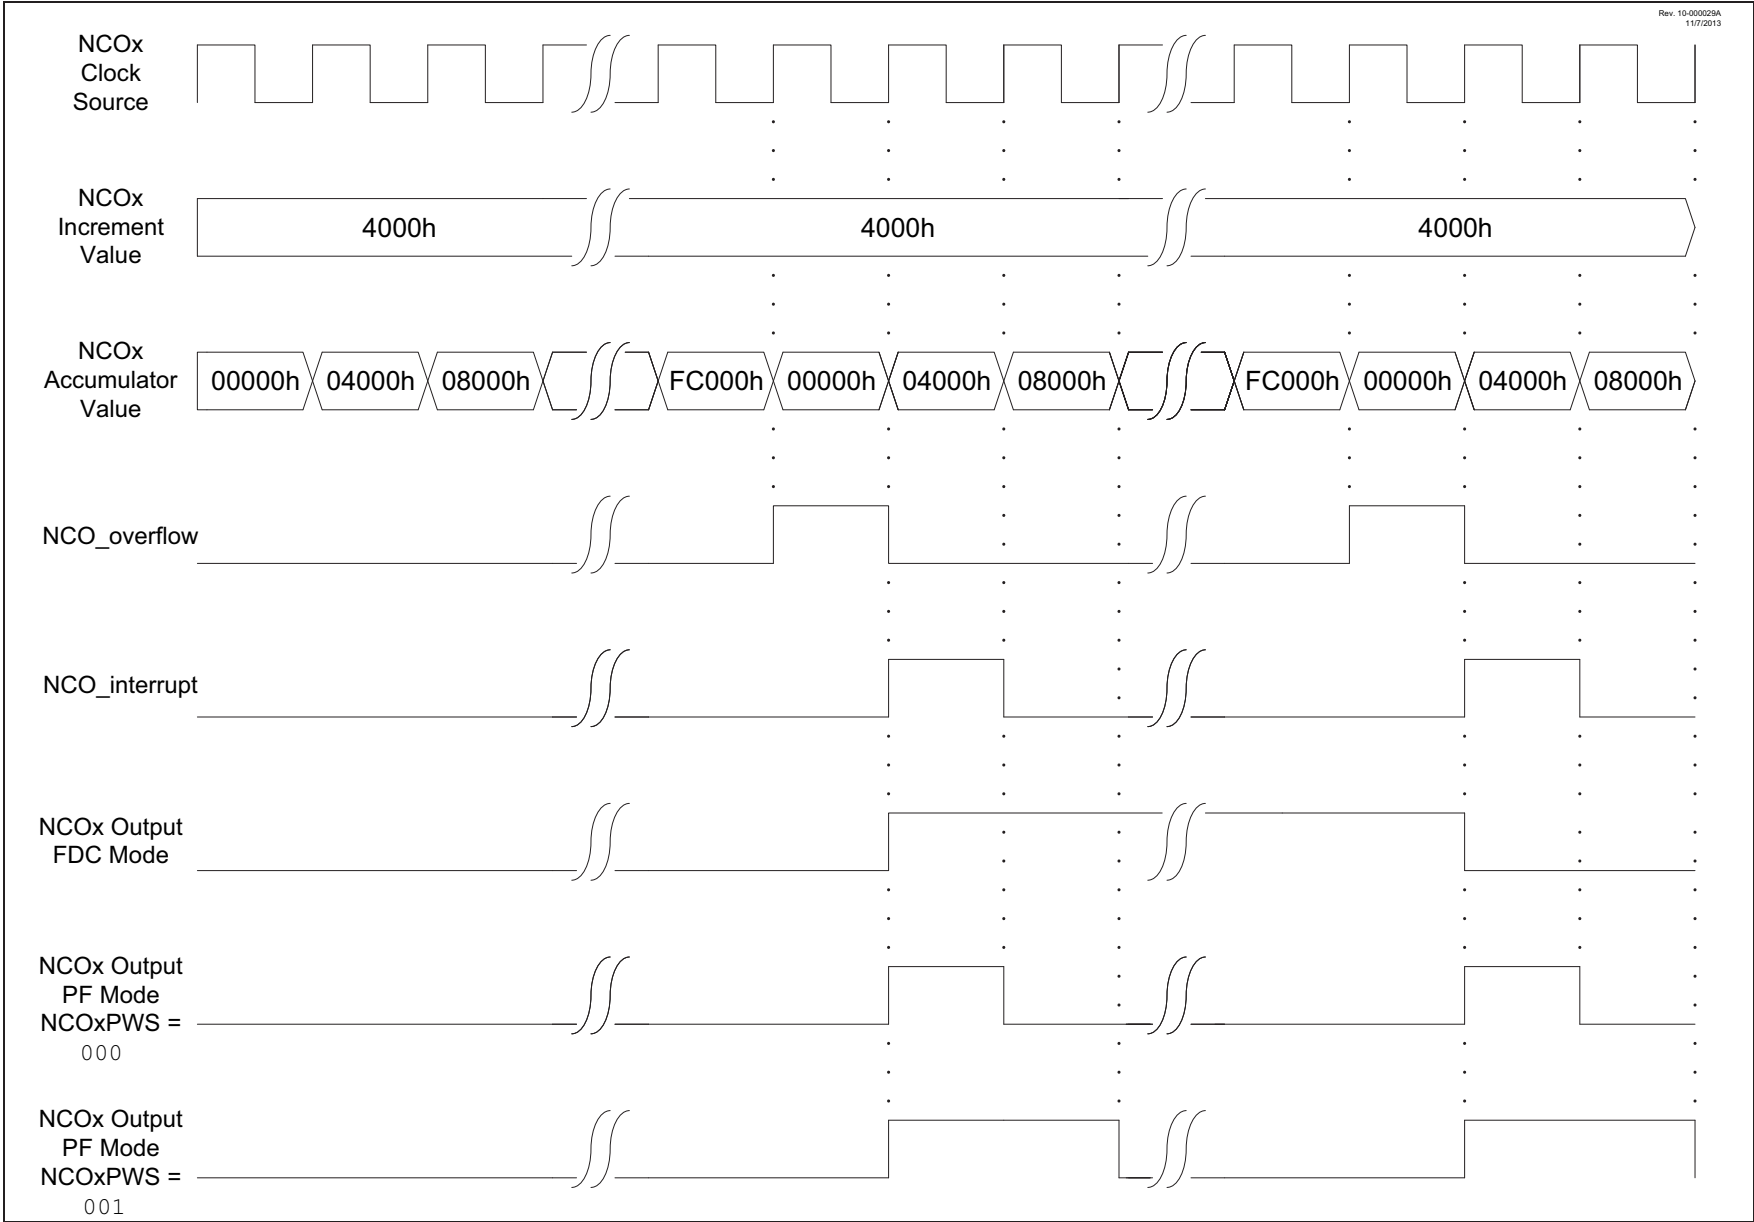 Rev. 10-000029A
11/7/2013
NCOx
Clock
Source
NCOx
Increment
Value
4000h 4000h 4000h
NCOx
Accumulator
Value
00000h 04000h 08000h FC000h 00000h 04000h 08000h FC000h 00000h 04000h 08000h
NCO_overflow
NCO_interrupt
NCOx Output
FDC Mode
NCOx Output
PF Mode
NCOxPWS =
000
NCOx Output
PF Mode
NCOxPWS =
001